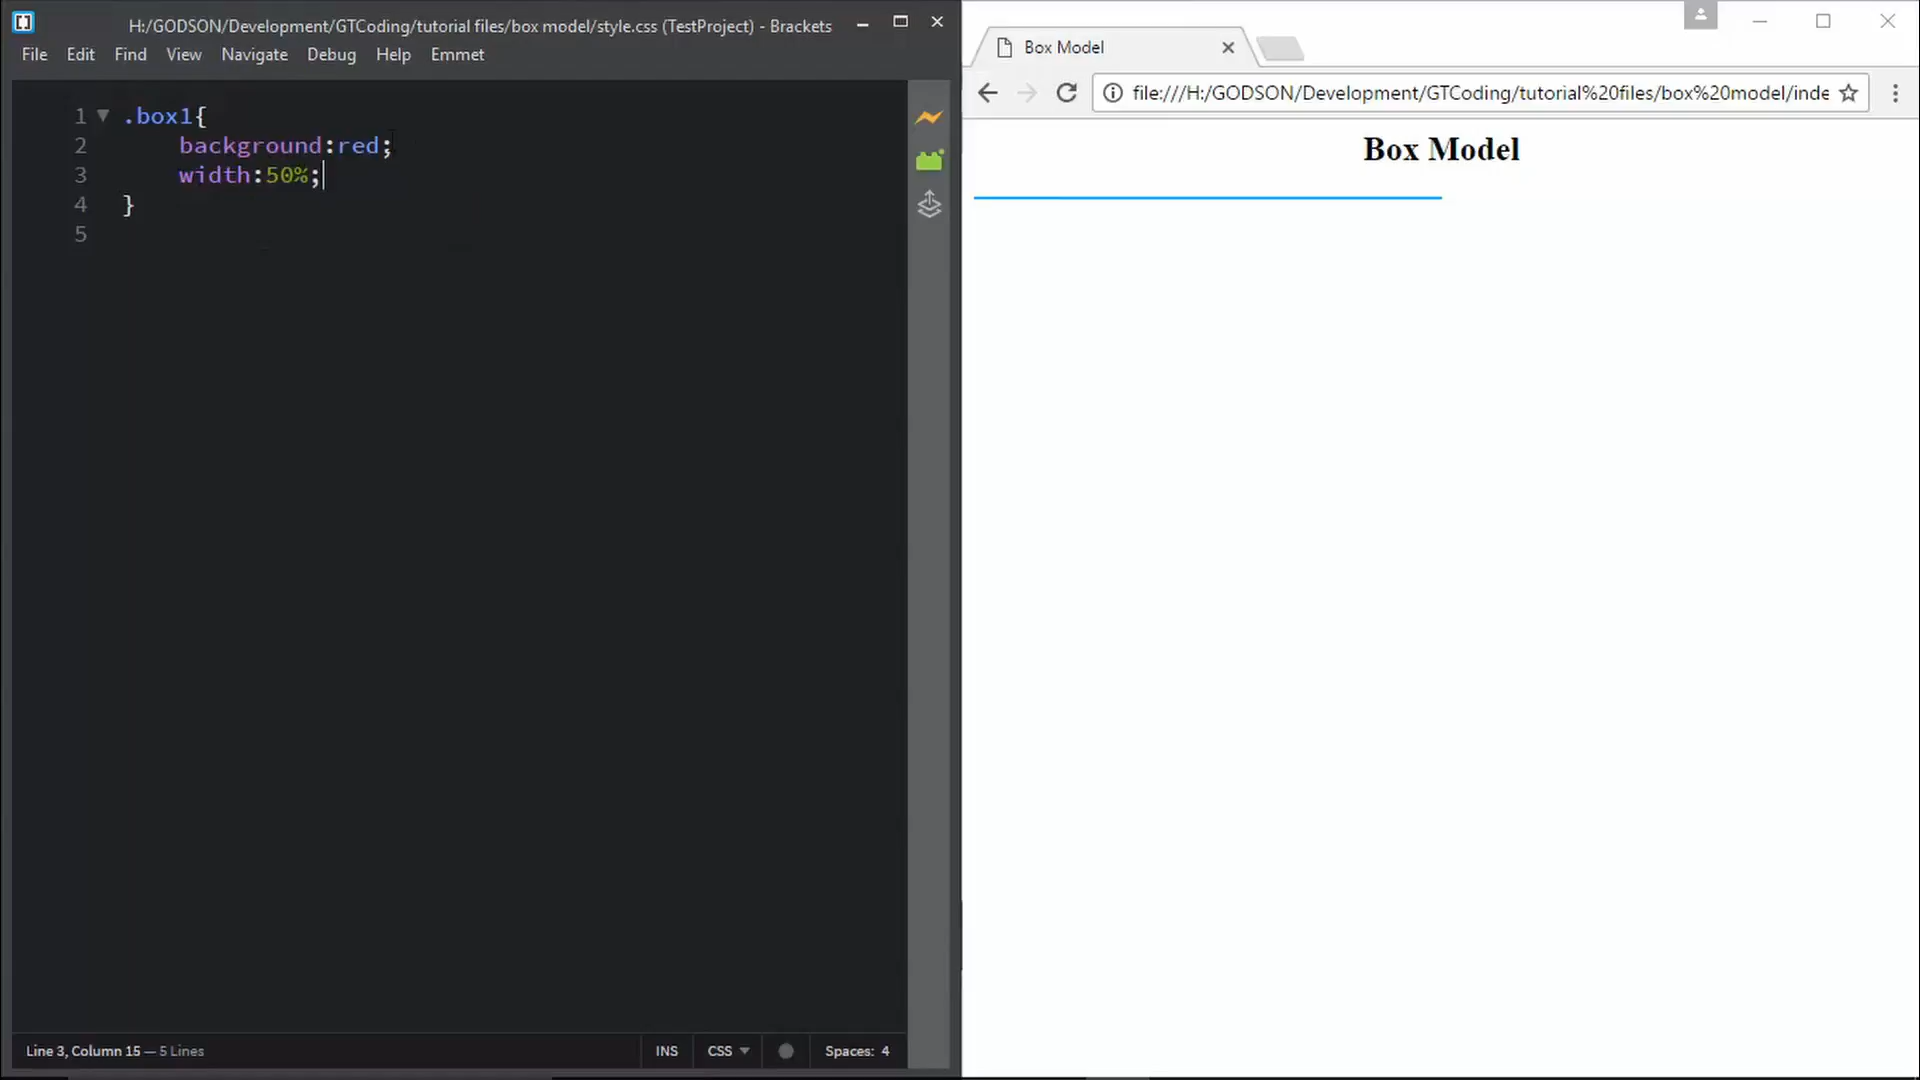 H:/GODSON/Development/GTCoding/tutorial files/box model/style.css (TestProject) - Brackets
File Edit Find View Navigate Debug Help Emmet
1 .box1{
2 background:red;
3 width:50%;
4 }
5
Line 3, Column 15 — 5 Lines
INS CSS Spaces: 4
Box Model
file:///H:/GODSON/Development/GTCoding/tutorial%20files/box%20model/inde
Box Model